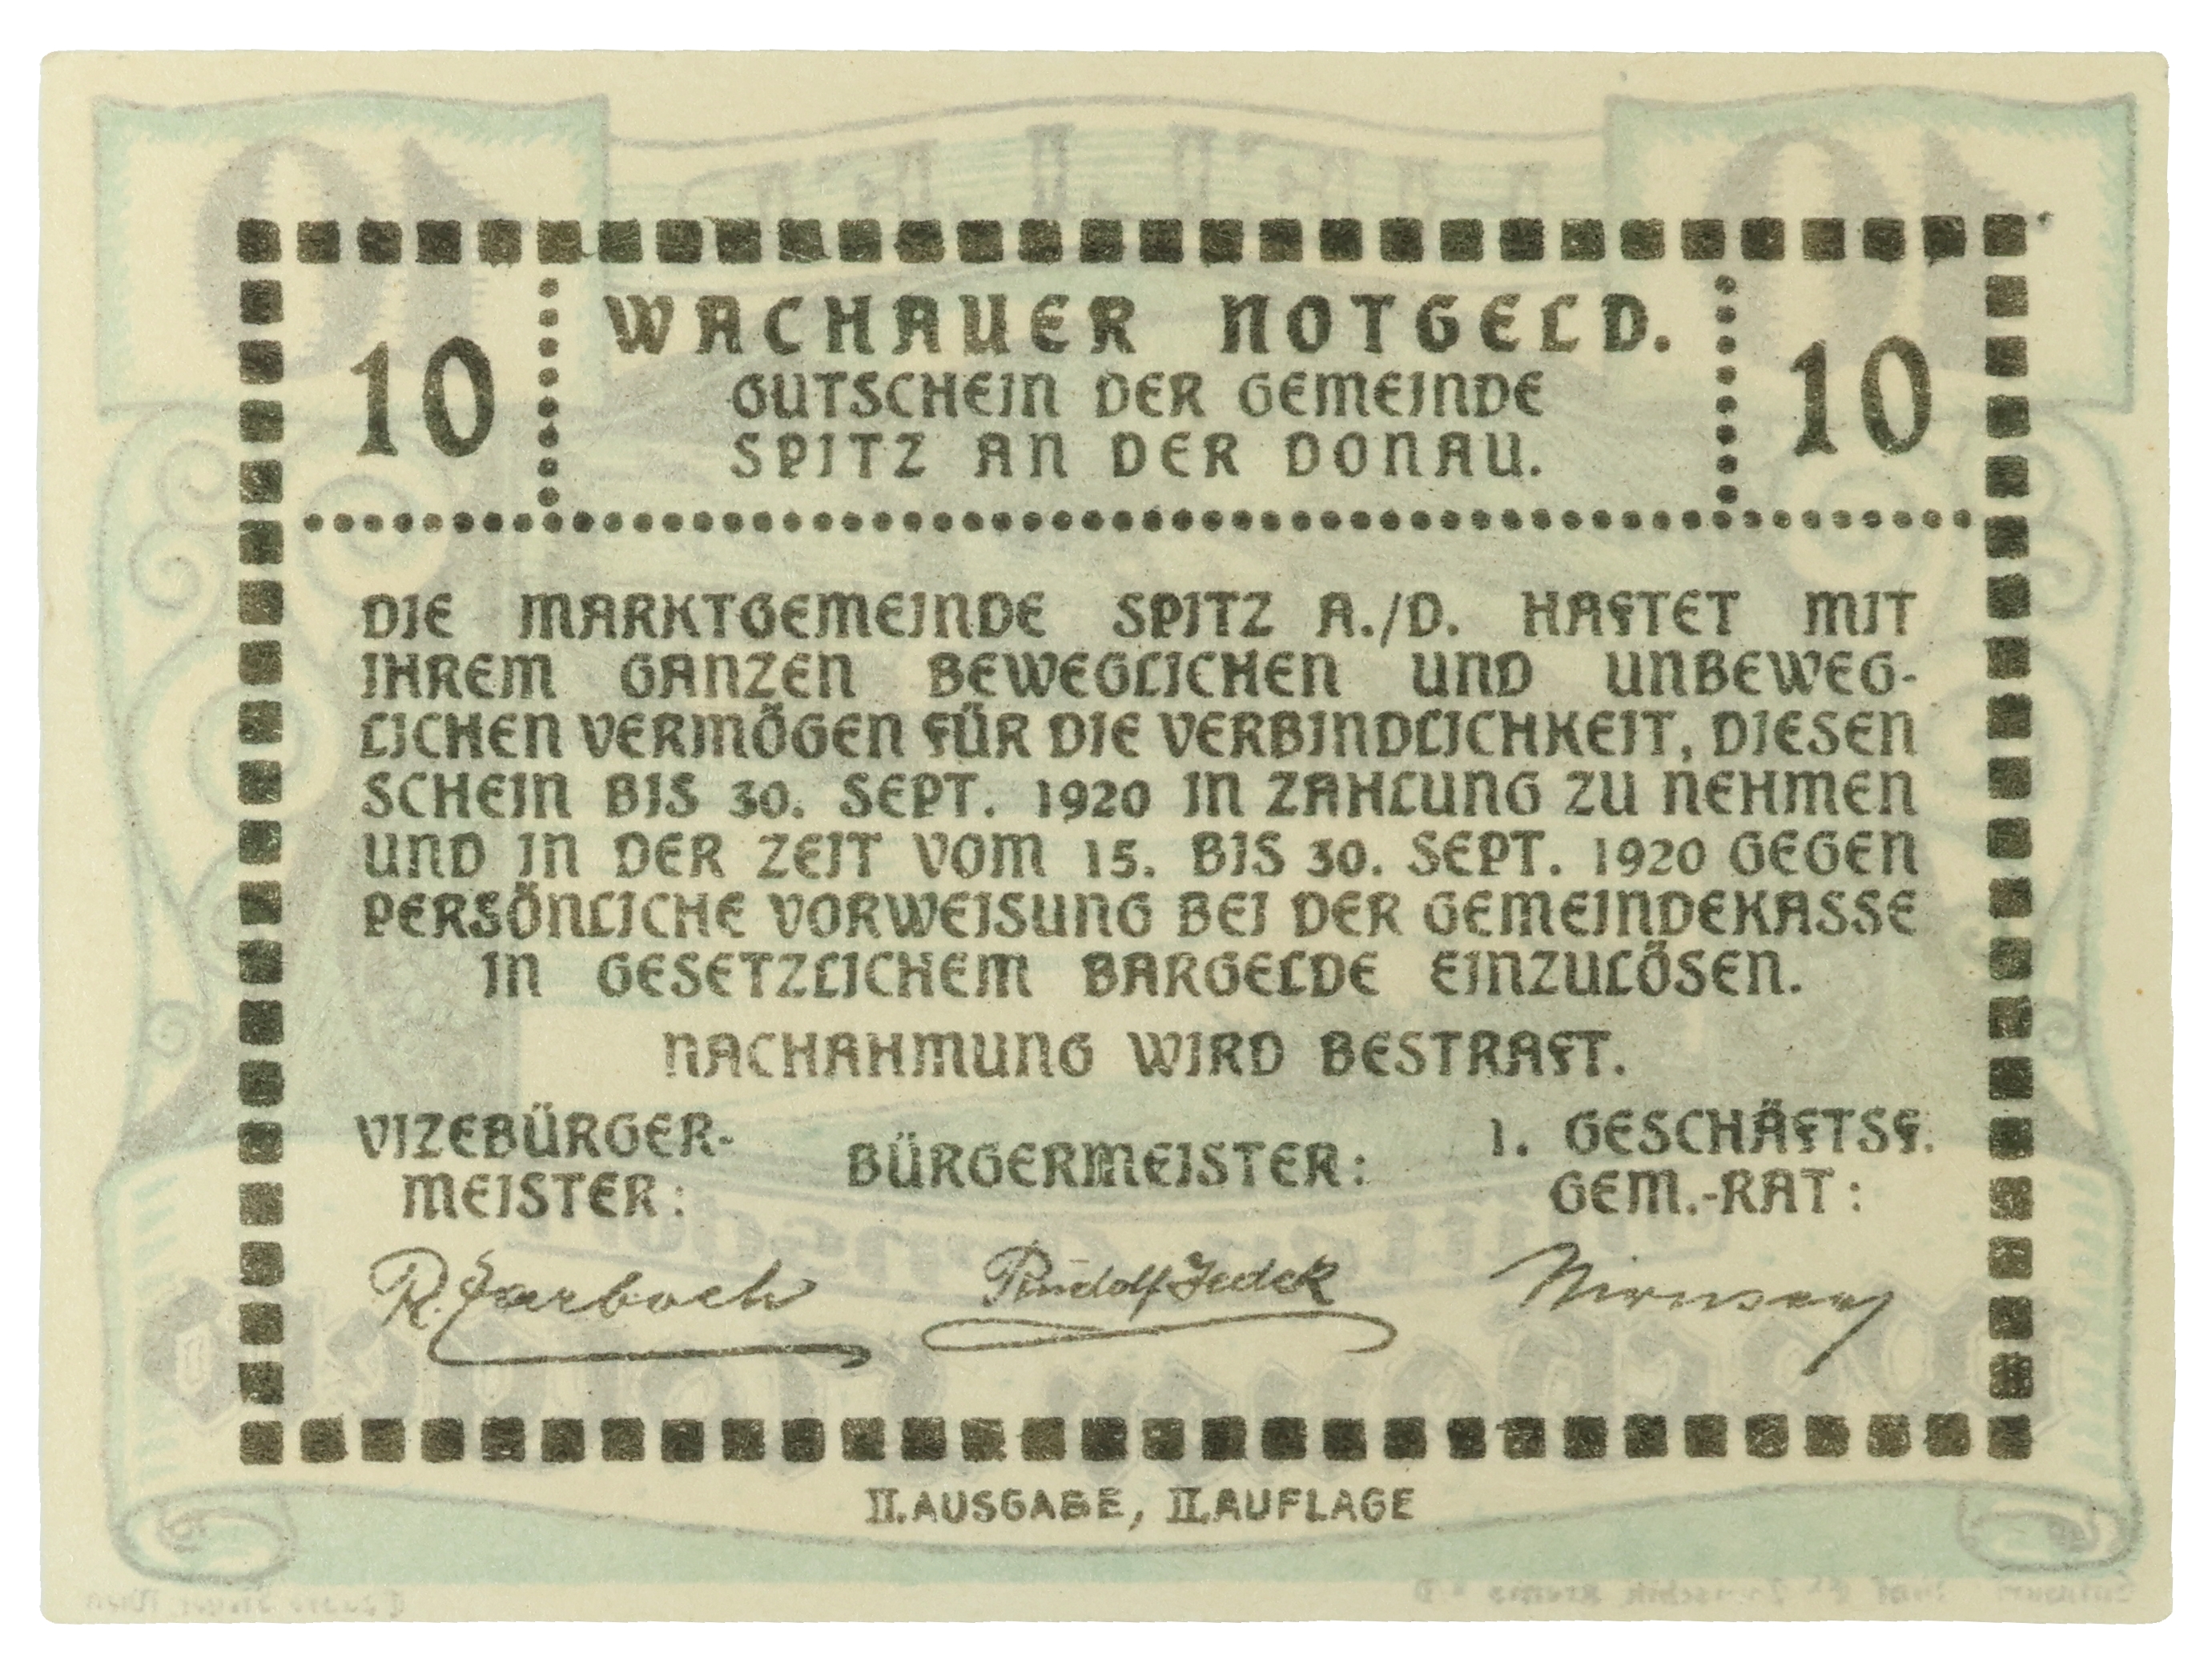 10 WACHAUER NOTGELD. 10
GUTSCHEIN DER GEMEINDE
SPITZ AN DER DONAU.
DIE MARKTGEMEINDE SPITZ A./D. HAFTET MIT
IHREM GANZEN BEWEGLICHEN UND UNBEWEG-
LICHEN VERMÖGEN FÜR DIE VERBINDLICHKEIT, DIESEN
SCHEIN BIS 30. SEPT. 1920 IN ZAHLUNG ZU NEHMEN
UND IN DER ZEIT VOM 15. BIS 30. SEPT. 1920 GEGEN
PERSÖNLICHE VORWEISUNG BEI DER GEMEINDEKASSE
IN GESETZLICHEM BARGELDE EINZULÖSEN.
NACHAHMUNG WIRD BESTRAFT.
VIZEBÜRGER-
MEISTER:
BÜRGERMEISTER:
1. GESCHÄFTSF.
GEM.-RAT:
Rudolf Jedek
II. AUSGABE, II. AUFLAGE